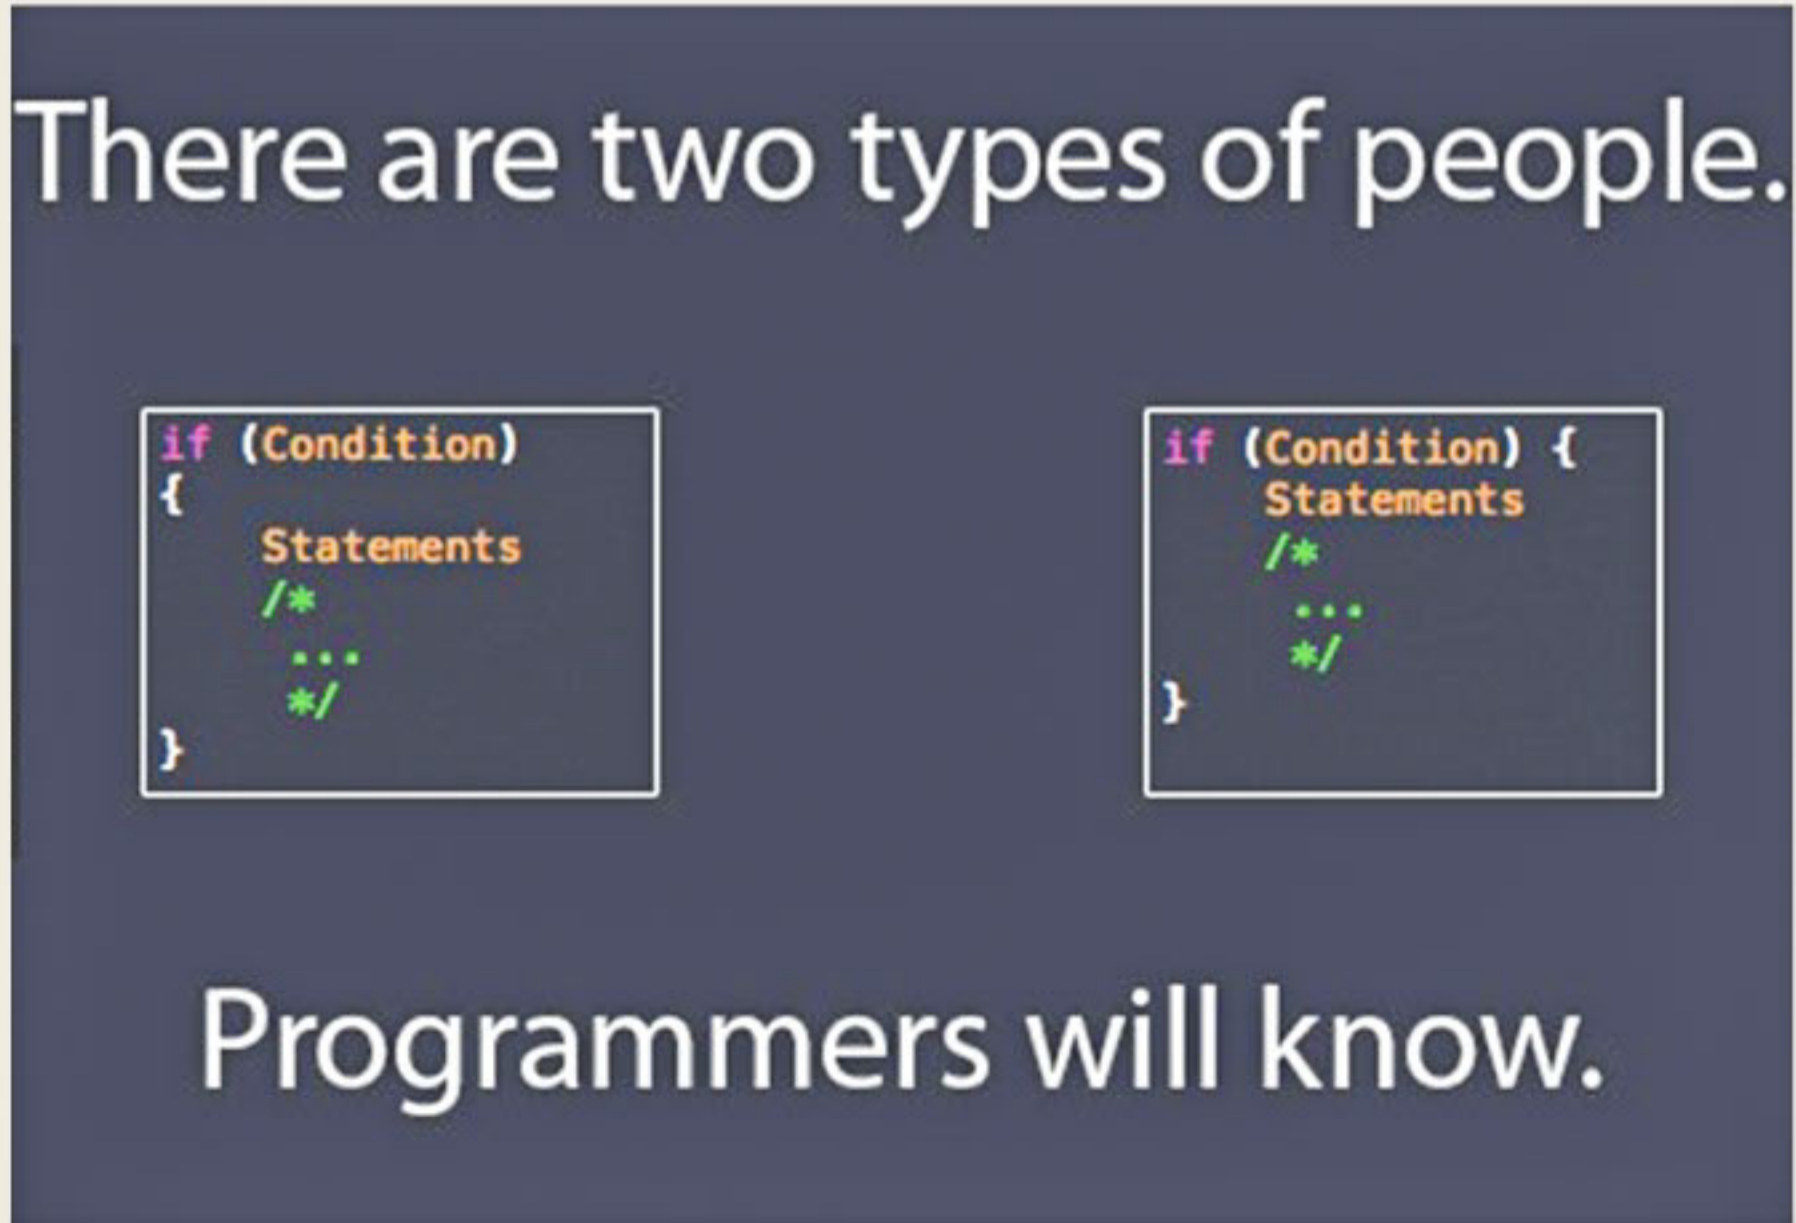 There are two types of people.
if (Condition)
{
Statements
/*
...
*/
}
if (Condition) {
Statements
/*
...
*/
}
Programmers will know.